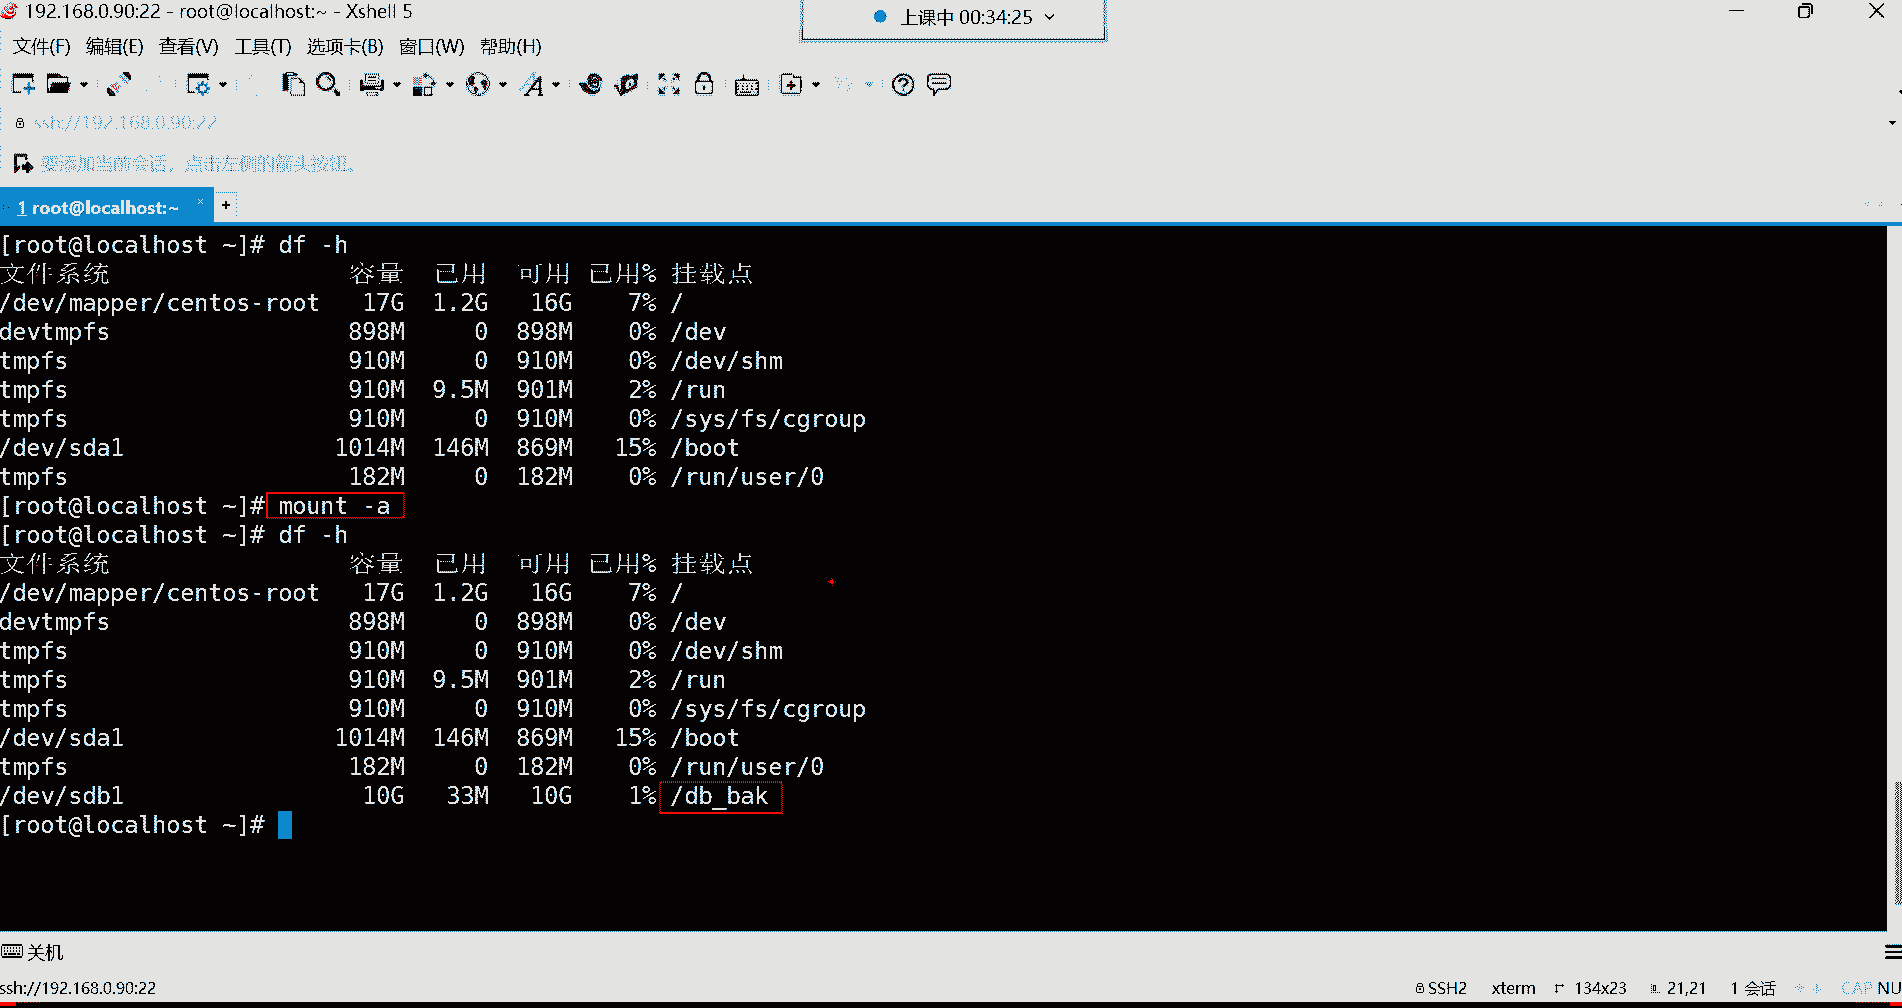 192.168.0.90:22 - root@localhost:~ - Xshell 5
上课中 00:34:25
文件(F) 编辑(E) 查看(V) 工具(T) 选项卡(B) 窗口(W) 帮助(H)
ssh://192.168.0.90:22
要添加当前会话，点击左侧的箭头按钮。
1 root@localhost:~ × +
[root@localhost ~]# df -h
文件系统 容量 已用 可用 已用% 挂载点
/dev/mapper/centos-root 17G 1.2G 16G 7% /
devtmpfs 898M 0 898M 0% /dev
tmpfs 910M 0 910M 0% /dev/shm
tmpfs 910M 9.5M 901M 2% /run
tmpfs 910M 0 910M 0% /sys/fs/cgroup
/dev/sda1 1014M 146M 869M 15% /boot
tmpfs 182M 0 182M 0% /run/user/0
[root@localhost ~]# mount -a
[root@localhost ~]# df -h
文件系统 容量 已用 可用 已用% 挂载点
/dev/mapper/centos-root 17G 1.2G 16G 7% /
devtmpfs 898M 0 898M 0% /dev
tmpfs 910M 0 910M 0% /dev/shm
tmpfs 910M 9.5M 901M 2% /run
tmpfs 910M 0 910M 0% /sys/fs/cgroup
/dev/sda1 1014M 146M 869M 15% /boot
tmpfs 182M 0 182M 0% /run/user/0
/dev/sdb1 10G 33M 10G 1% /db_bak
[root@localhost ~]#
关机
ssh://192.168.0.90:22 SSH2 xterm 134x23 21,21 1 会话 CAP NU